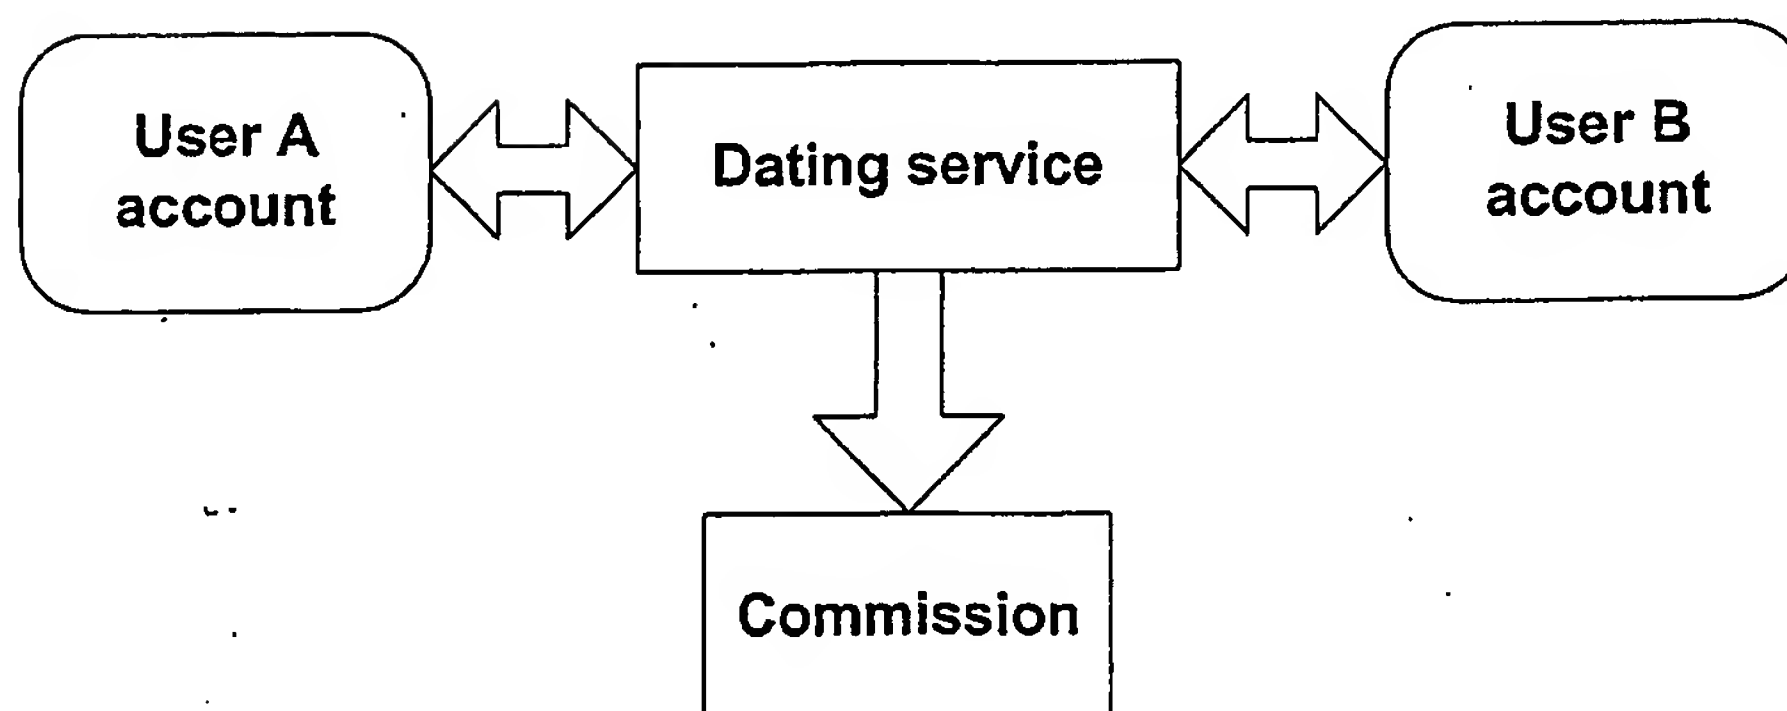 User A
account
Dating service
User B
account
Commission